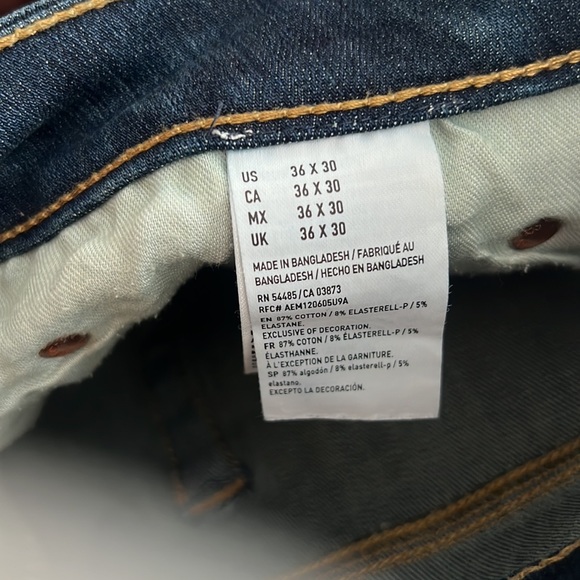 US 36 X 30
CA 36 X 30
MX 36 X 30
UK 36 X 30
MADE IN BANGLADESH / FABRIQUÉ AU
BANGLADESH / HECHO EN BANGLADESH
RN 54485 / CA 03873
RFC# AEM120605U9A
EN 87% COTTON / 8% ELASTERELL-P / 5%
ELASTANE.
EXCLUSIVE OF DECORATION.
FR 87% COTON / 8% ÉLASTERELL-P / 5%
ÉLASTHANNE.
À L'EXCEPTION DE LA GARNITURE.
SP 87% algodón / 8% elasterell-p / 5%
elastano.
EXCEPTO LA DECORACIÓN.